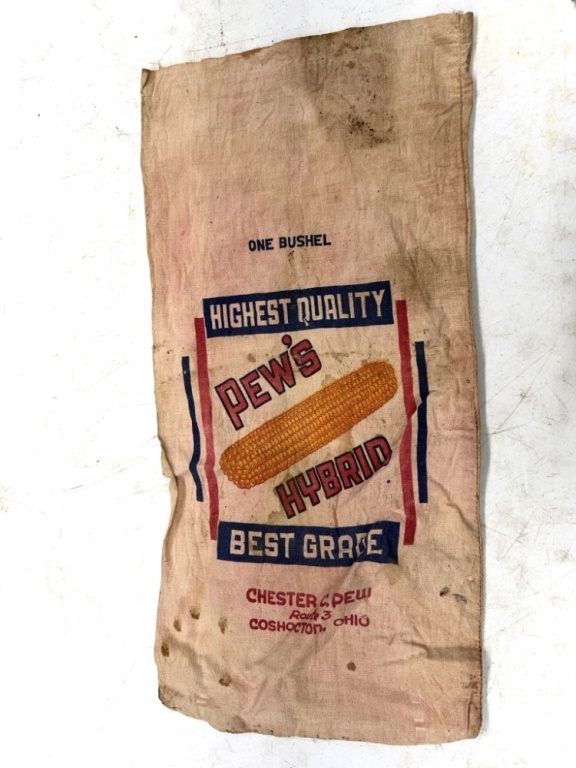 ONE BUSHEL
HIGHEST QUALITY
PEW'S
HYBRID
BEST GRADE
CHESTER C. PEW
Route 3
COSHOCTON, OHIO